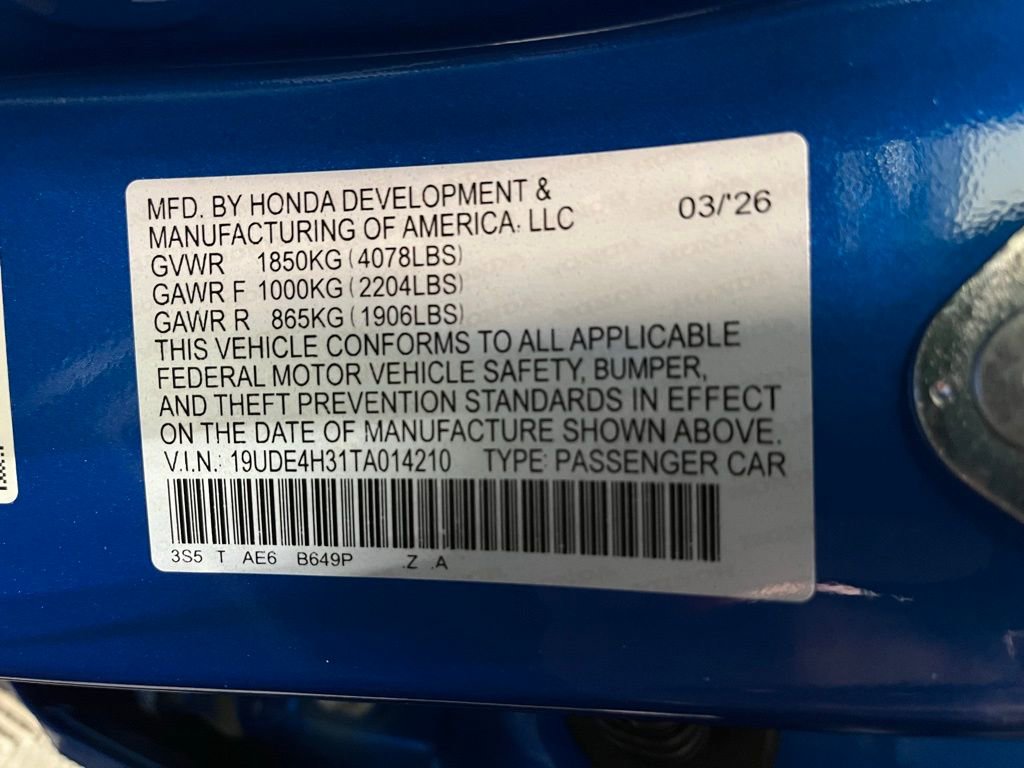 MFD. BY HONDA DEVELOPMENT &
MANUFACTURING OF AMERICA, LLC 03/'26
GVWR 1850KG (4078LBS)
GAWR F 1000KG (2204LBS)
GAWR R 865KG (1906LBS)
THIS VEHICLE CONFORMS TO ALL APPLICABLE
FEDERAL MOTOR VEHICLE SAFETY, BUMPER,
AND THEFT PREVENTION STANDARDS IN EFFECT
ON THE DATE OF MANUFACTURE SHOWN ABOVE.
V.I.N.: 19UDE4H31TA014210 TYPE: PASSENGER CAR
3S5 T AE6 B649P .Z .A